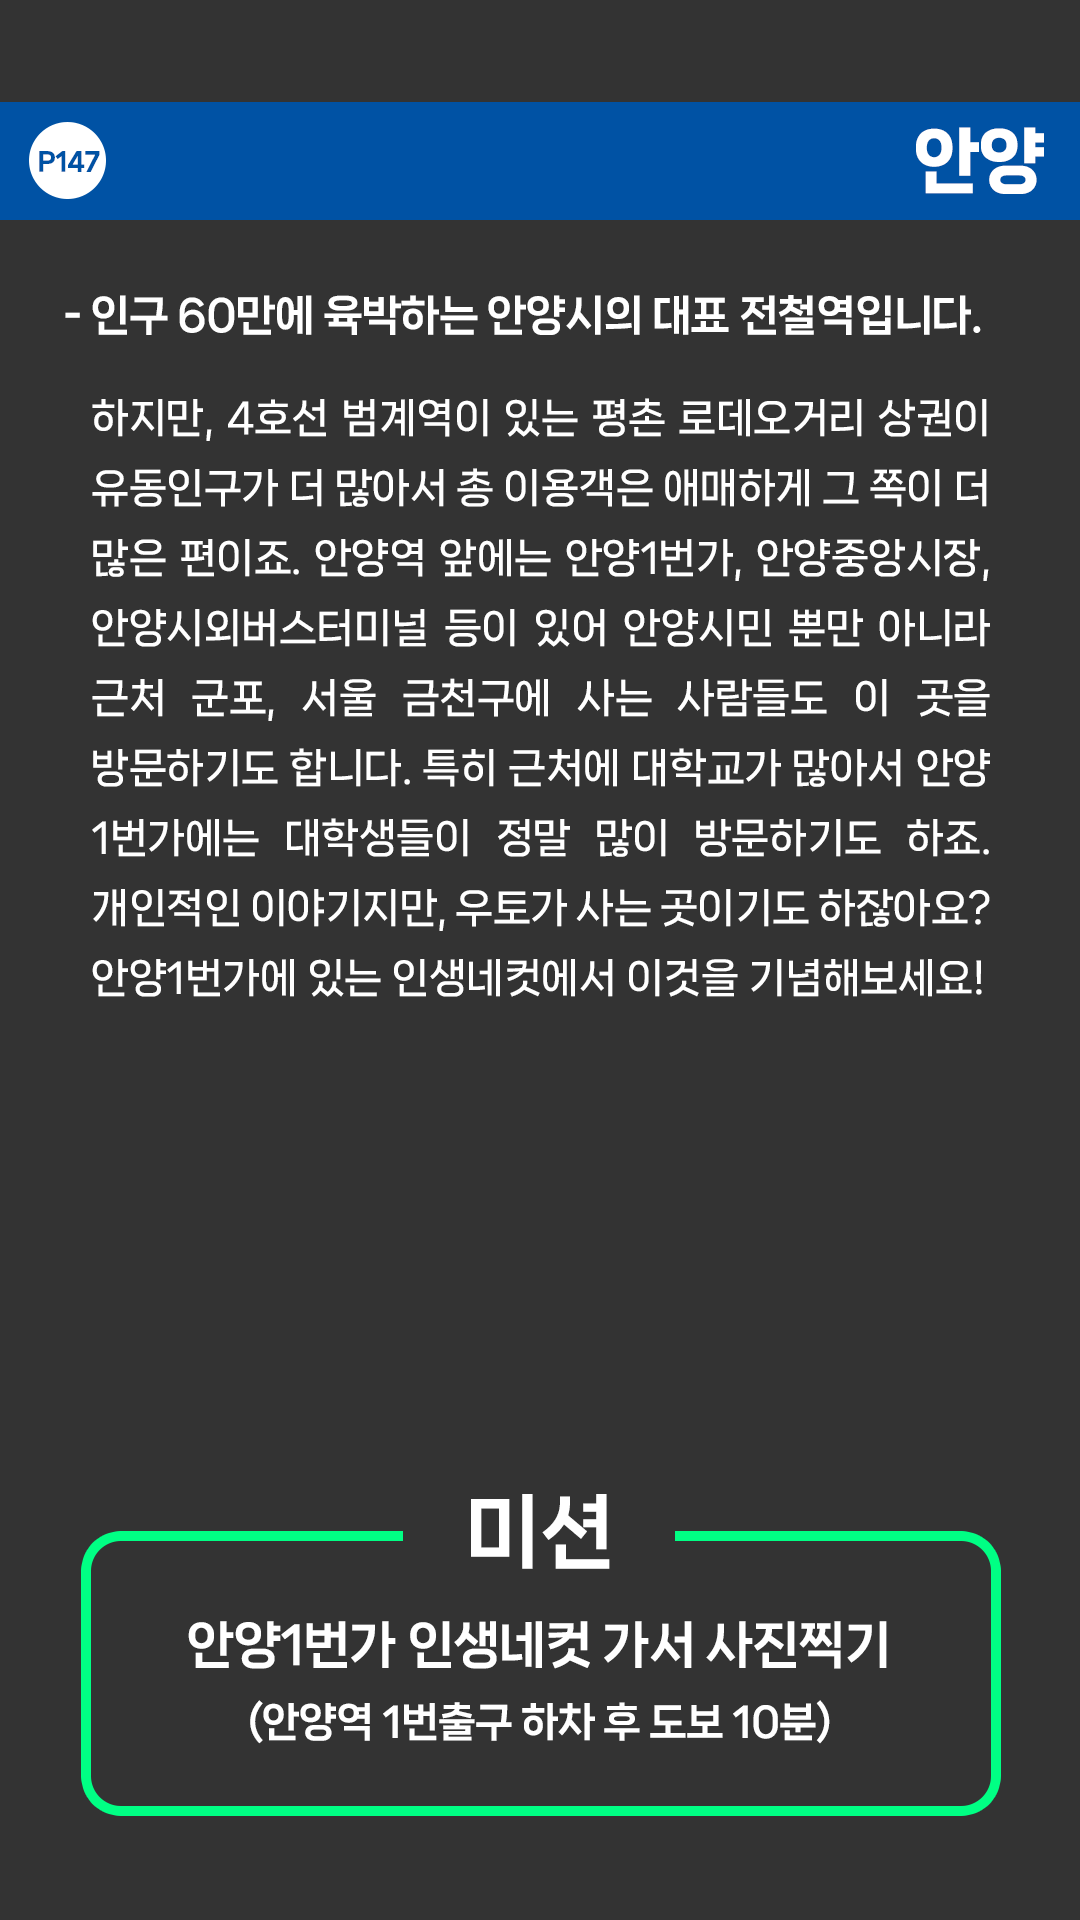 P147
안양
- 인구 60만에 육박하는 안양시의 대표 전철역입니다.
하지만, 4호선 범계역이 있는 평촌 로데오거리 상권이
유동인구가 더 많아서 총 이용객은 애매하게 그 쪽이 더
많은 편이죠. 안양역 앞에는 안양1번가, 안양중앙시장,
안양시외버스터미널 등이 있어 안양시민 뿐만 아니라
근처 군포, 서울 금천구에 사는 사람들도 이 곳을
방문하기도 합니다. 특히 근처에 대학교가 많아서 안양
1번가에는 대학생들이 정말 많이 방문하기도 하죠.
개인적인 이야기지만, 우토가 사는 곳이기도 하잖아요?
안양1번가에 있는 인생네컷에서 이것을 기념해보세요!
미션
안양1번가 인생네컷 가서 사진찍기
(안양역 1번출구 하차 후 도보 10분)